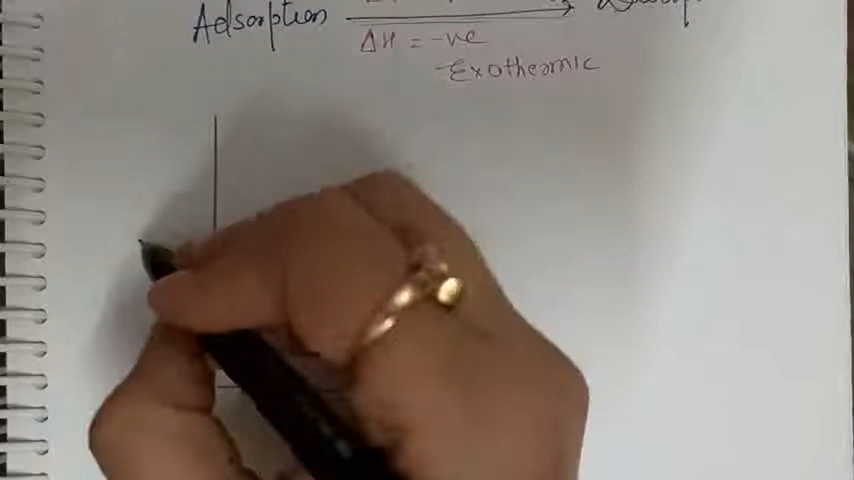 Adsorption
ΔH = -ve
Exothermic